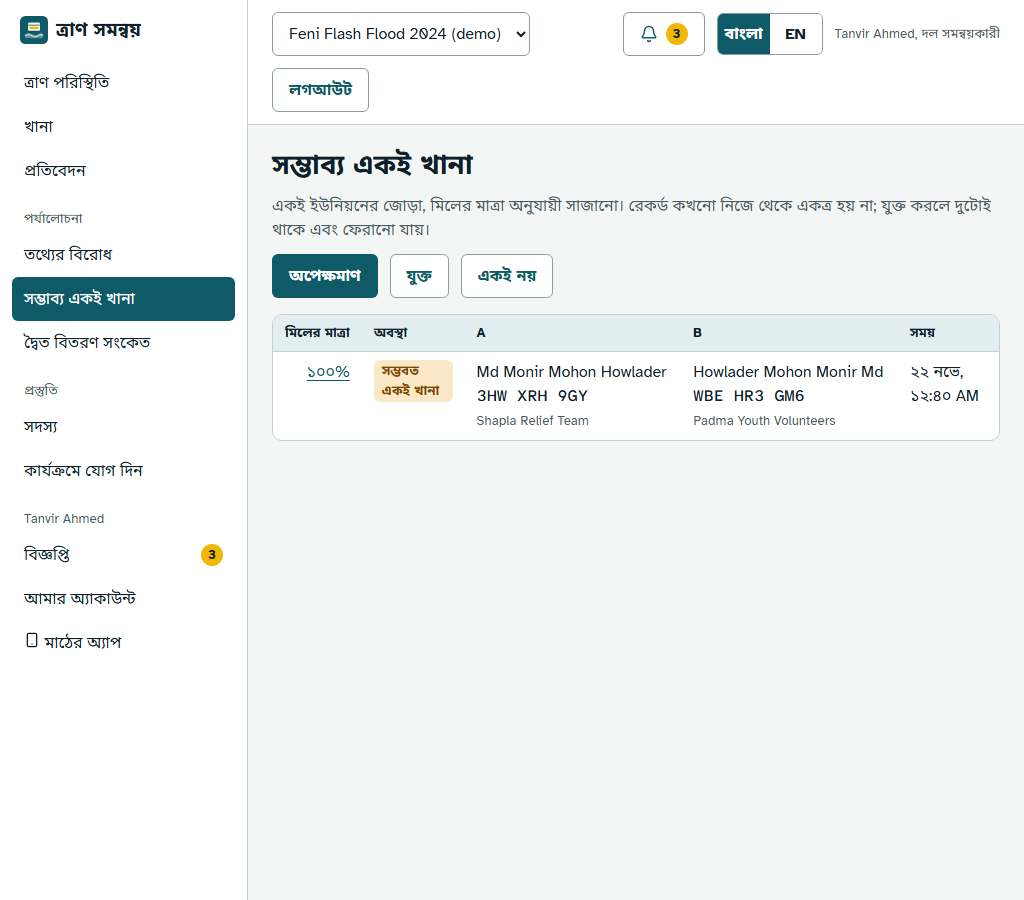 ত্রাণ সমন্বয়
ত্রাণ পরিস্থিতি
খানা
প্রতিবেদন
পর্যালোচনা
তথ্যের বিরোধ
সম্ভাব্য একই খানা
দ্বৈত বিতরণ সংকেত
প্রস্তুতি
সদস্য
কার্যক্রমে যোগ দিন
Tanvir Ahmed
বিজ্ঞপ্তি 3
আমার অ্যাকাউন্ট
মাঠের অ্যাপ
Feni Flash Flood 2024 (demo)
3
বাংলা EN
Tanvir Ahmed, দল সমন্বয়কারী
লগআউট
সম্ভাব্য একই খানা
একই ইউনিয়নের জোড়া, মিলের মাত্রা অনুযায়ী সাজানো। রেকর্ড কখনো নিজে থেকে একত্র হয় না; যুক্ত করলে দুটোই
থাকে এবং ফেরানো যায়।
অপেক্ষমাণ যুক্ত একই নয়
মিলের মাত্রা অবস্থা A B সময়
১০০% সম্ভবত একই খানা Md Monir Mohon Howlader Howlader Mohon Monir Md ২২ নভে,
3HW XRH 9GY WBE HR3 GM6 ১২:৪০ AM
Shapla Relief Team Padma Youth Volunteers